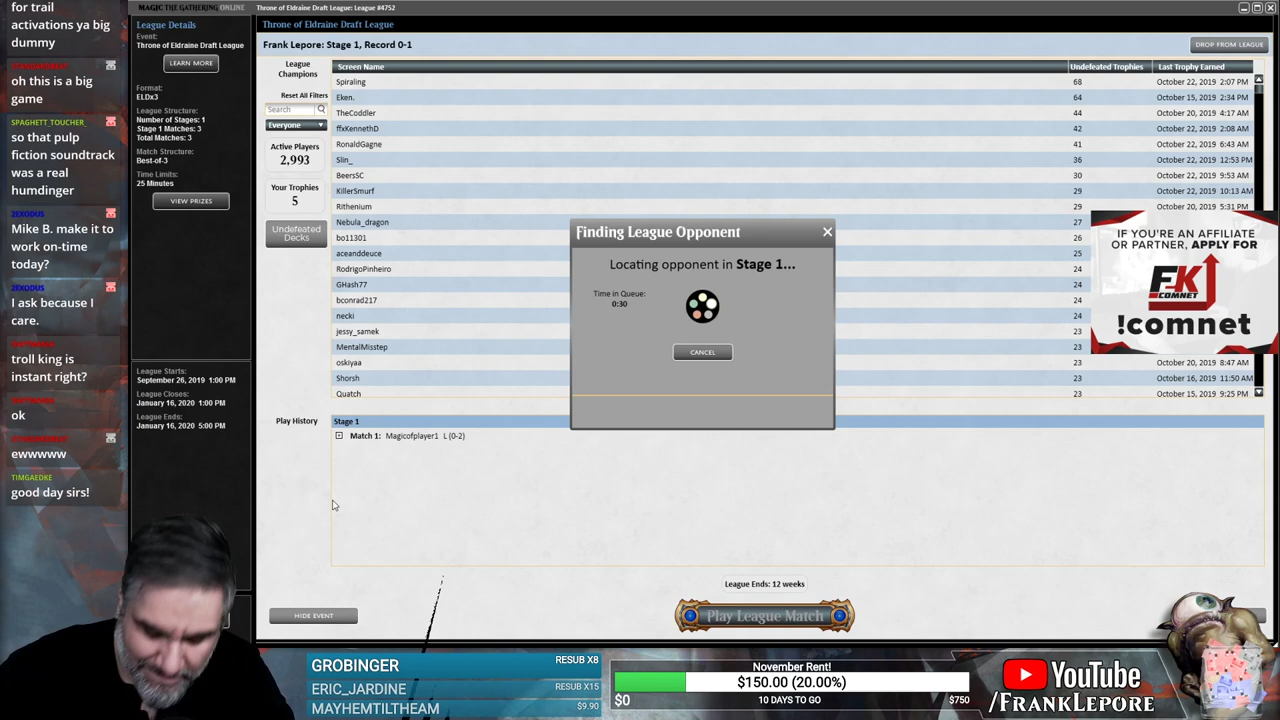 for trail
activations ya big
dummy
oh this is a big
game
SPAGHETT_TOUCHER_
so that pulp
fiction soundtrack
was a real
humdinger
2EXODUS
Mike B. make it to
work on-time
today?
2EXODUS
I ask because I
care.
troll king is
instant right?
ok
ewwwww
TIMGAEDKE
good day sirs!
MAGIC THE GATHERING ONLINE
Throne of Eldraine Draft League: League #4752
League Details
Event:
Throne of Eldraine Draft League
LEARN MORE
Format:
ELDx3
League Structure:
Number of Stages: 1
Stage 1 Matches: 3
Total Matches: 3
Match Structure:
Best-of-3
Time Limits:
25 Minutes
VIEW PRIZES
League Starts:
September 26, 2019 1:00 PM
League Closes:
January 16, 2020 1:00 PM
League Ends:
January 16, 2020 5:00 PM
Throne of Eldraine Draft League
Frank Lepore: Stage 1, Record 0-1
DROP FROM LEAGUE
League
Champions
Reset All Filters
Search
Everyone
Active Players
2,993
Your Trophies
5
Undefeated
Decks
Screen Name Undefeated Trophies Last Trophy Earned
Spiraling 68 October 22, 2019 2:07 PM
Eken. 64 October 15, 2019 2:34 PM
TheCoddler 44 October 20, 2019 4:17 AM
ffxKennethD 42 October 22, 2019 2:08 AM
RonaldGagne 41 October 22, 2019 6:43 AM
Slin_ 36 October 22, 2019 12:53 PM
BeersSC 30 October 22, 2019 9:53 AM
KillerSmurf 29 October 22, 2019 10:13 AM
Rithenium 29 October 20, 2019 5:31 PM
Nebula_dragon 27
bo11301 26
aceanddeuce 25
RodrigoPinheiro 24
GHash77 24
bconrad217 24
necki 24
jessy_samek 23
MentalMisstep 23
oskiyaa 23 October 20, 2019 8:47 AM
Shorsh 23 October 16, 2019 11:50 AM
Quatch 23 October 15, 2019 9:25 PM
Finding League Opponent
Locating opponent in Stage 1...
Time in Queue:
0:30
CANCEL
IF YOU'RE AN AFFILIATE
OR PARTNER, APPLY FOR
COMNET
!comnet
Play History
Stage 1
Match 1: Magicofplayer1 L (0-2)
League Ends: 12 weeks
HIDE EVENT
Play League Match
GROBINGER RESUB X8
ERIC_JARDINE RESUB X15
MAYHEMTILTHEAM $9.90
November Rent!
$150.00 (20.00%)
$0 10 DAYS TO GO $750
YouTube
/FRANKLEPORE